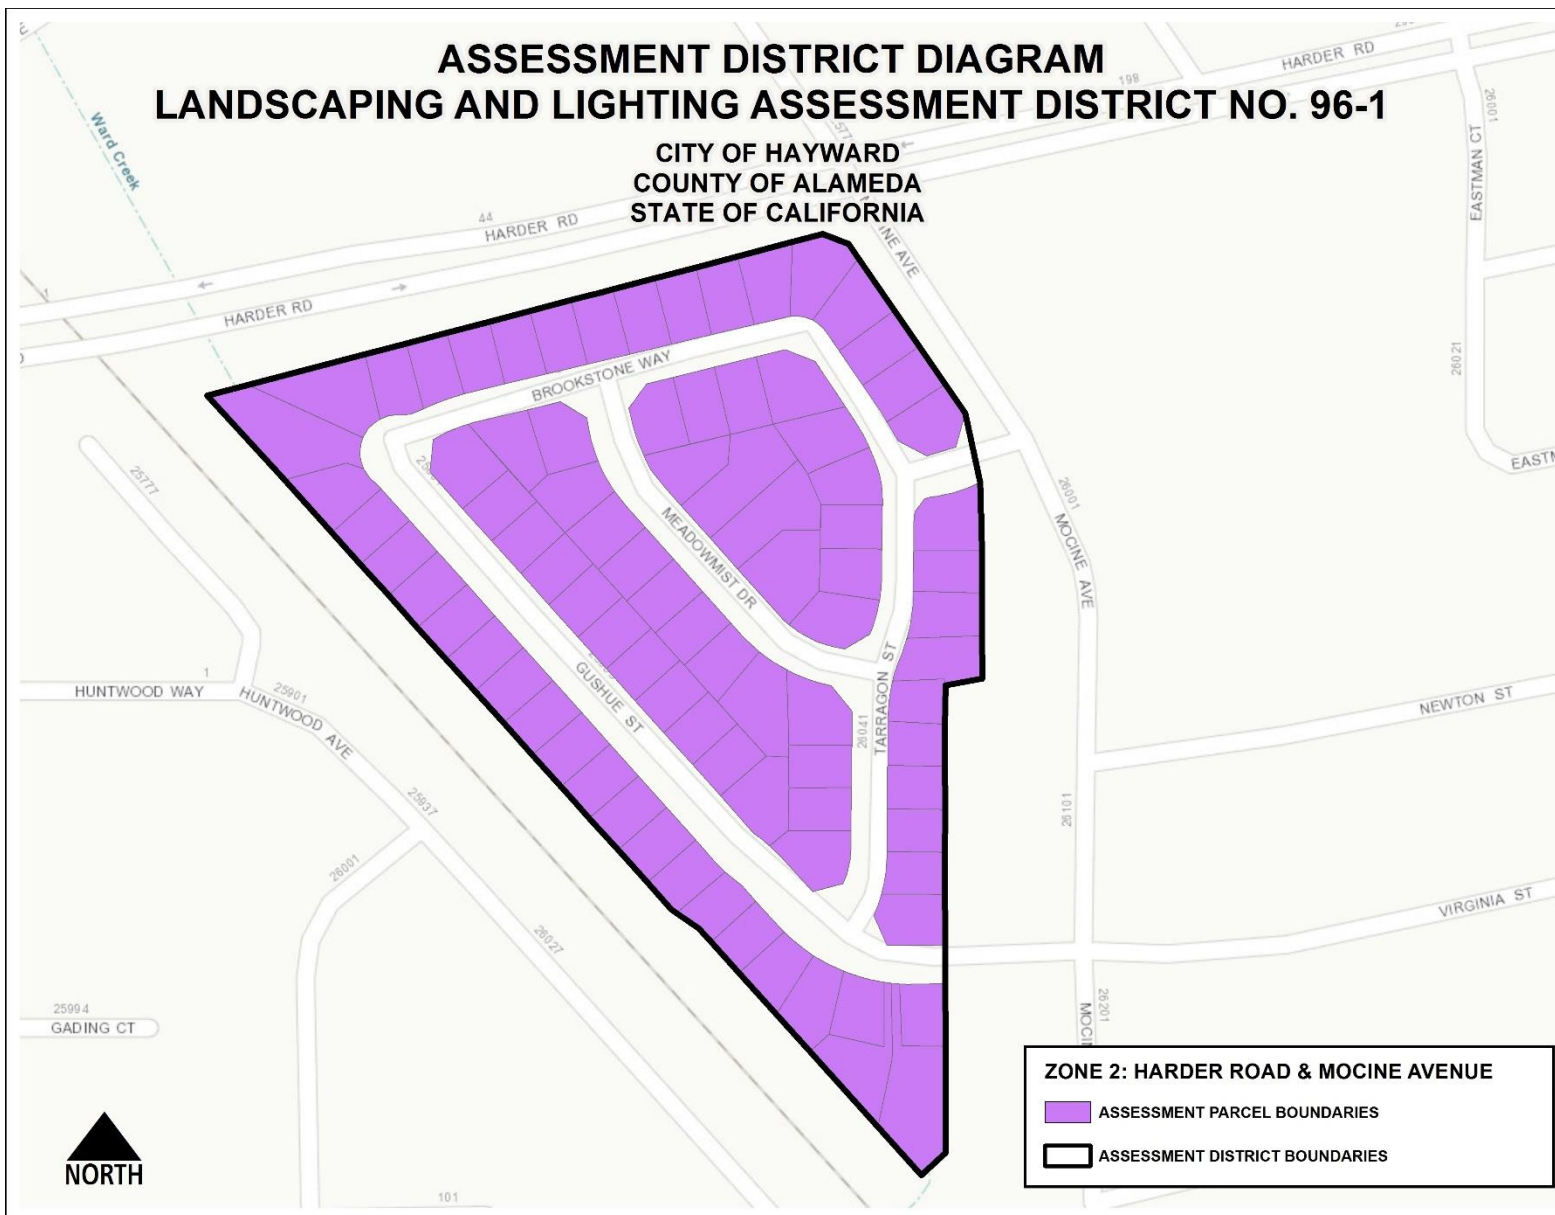 ASSESSMENT DISTRICT DIAGRAM
LANDSCAPING AND LIGHTING ASSESSMENT DISTRICT NO. 96-1
CITY OF HAYWARD
COUNTY OF ALAMEDA
STATE OF CALIFORNIA
HARDER RD
198
26001
Ward Creek
EASTMAN CT
44
HARDER RD
INE AVE
1
HARDER RD
26021
BROOKSTONE WAY
EASTM
25777
26001
MEADOWMIST DR
MOCINE AVE
GUSHUE ST
TARRAGON ST
26041
1
HUNTWOOD WAY
25901
HUNTWOOD AVE
NEWTON ST
25937
26101
26001
VIRGINIA ST
26027
25994
GADING CT
26201
MOCIN
ZONE 2: HARDER ROAD & MOCINE AVENUE
ASSESSMENT PARCEL BOUNDARIES
ASSESSMENT DISTRICT BOUNDARIES
NORTH
101